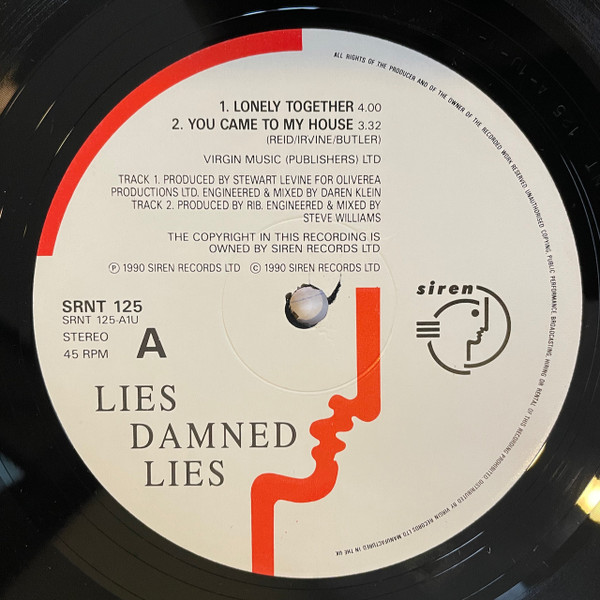 1. LONELY TOGETHER 4.00
2. YOU CAME TO MY HOUSE 3.32
(REID/IRVINE/BUTLER)
VIRGIN MUSIC (PUBLISHERS) LTD
TRACK 1. PRODUCED BY STEWART LEVINE FOR OLIVEREA
PRODUCTIONS LTD. ENGINEERED & MIXED BY DAREN KLEIN
TRACK 2. PRODUCED BY RIB. ENGINEERED & MIXED BY
STEVE WILLIAMS
THE COPYRIGHT IN THIS RECORDING IS
OWNED BY SIREN RECORDS LTD
℗ 1990 SIREN RECORDS LTD © 1990 SIREN RECORDS LTD
SRNT 125
SRNT 125-A1U
STEREO
45 RPM
A
siren
LIES
DAMNED
LIES
ALL RIGHTS OF THE PRODUCER AND OF THE OWNER OF THE RECORDED WORK RESERVED. UNAUTHORISED COPYING, PUBLIC PERFORMANCE, BROADCASTING, HIRING OR RENTAL OF THIS RECORDING PROHIBITED. DISTRIBUTED BY VIRGIN RECORDS LTD. MANUFACTURED IN THE UK